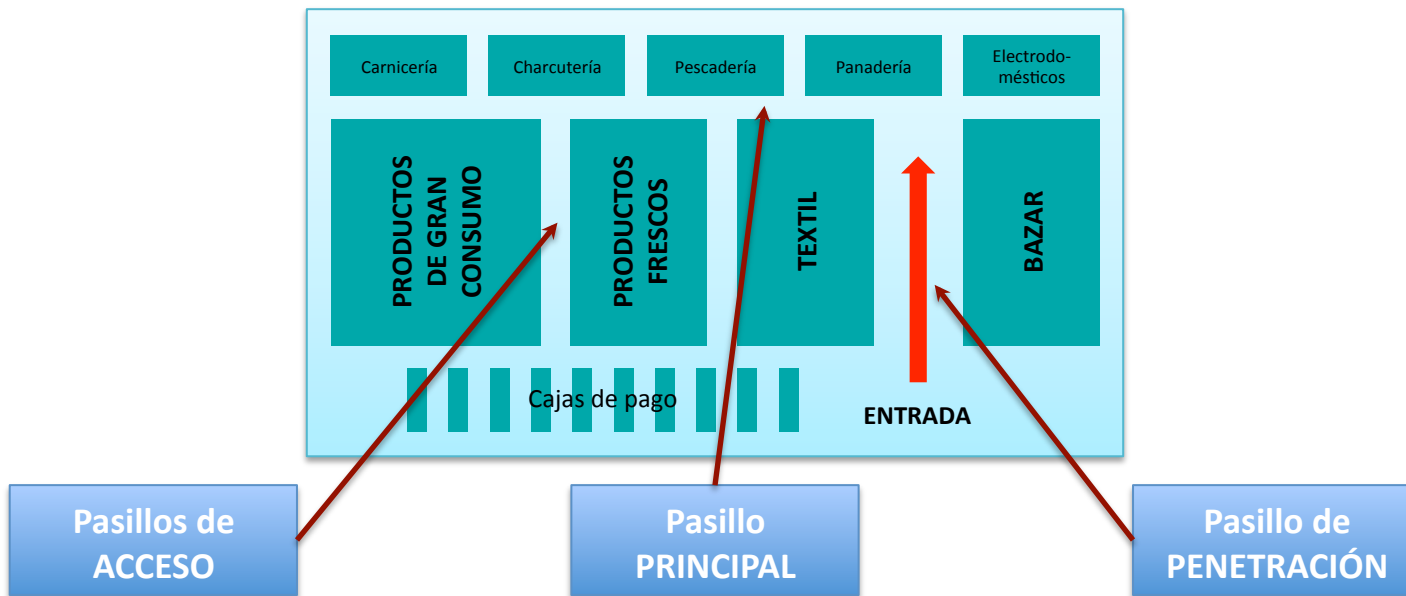 Carnicería
Charcutería
Pescadería
Panadería
Electrodo-
mésticos
PRODUCTOS
DE GRAN
CONSUMO
PRODUCTOS
FRESCOS
TEXTIL
BAZAR
Cajas de pago
ENTRADA
Pasillos de
ACCESO
Pasillo
PRINCIPAL
Pasillo de
PENETRACIÓN